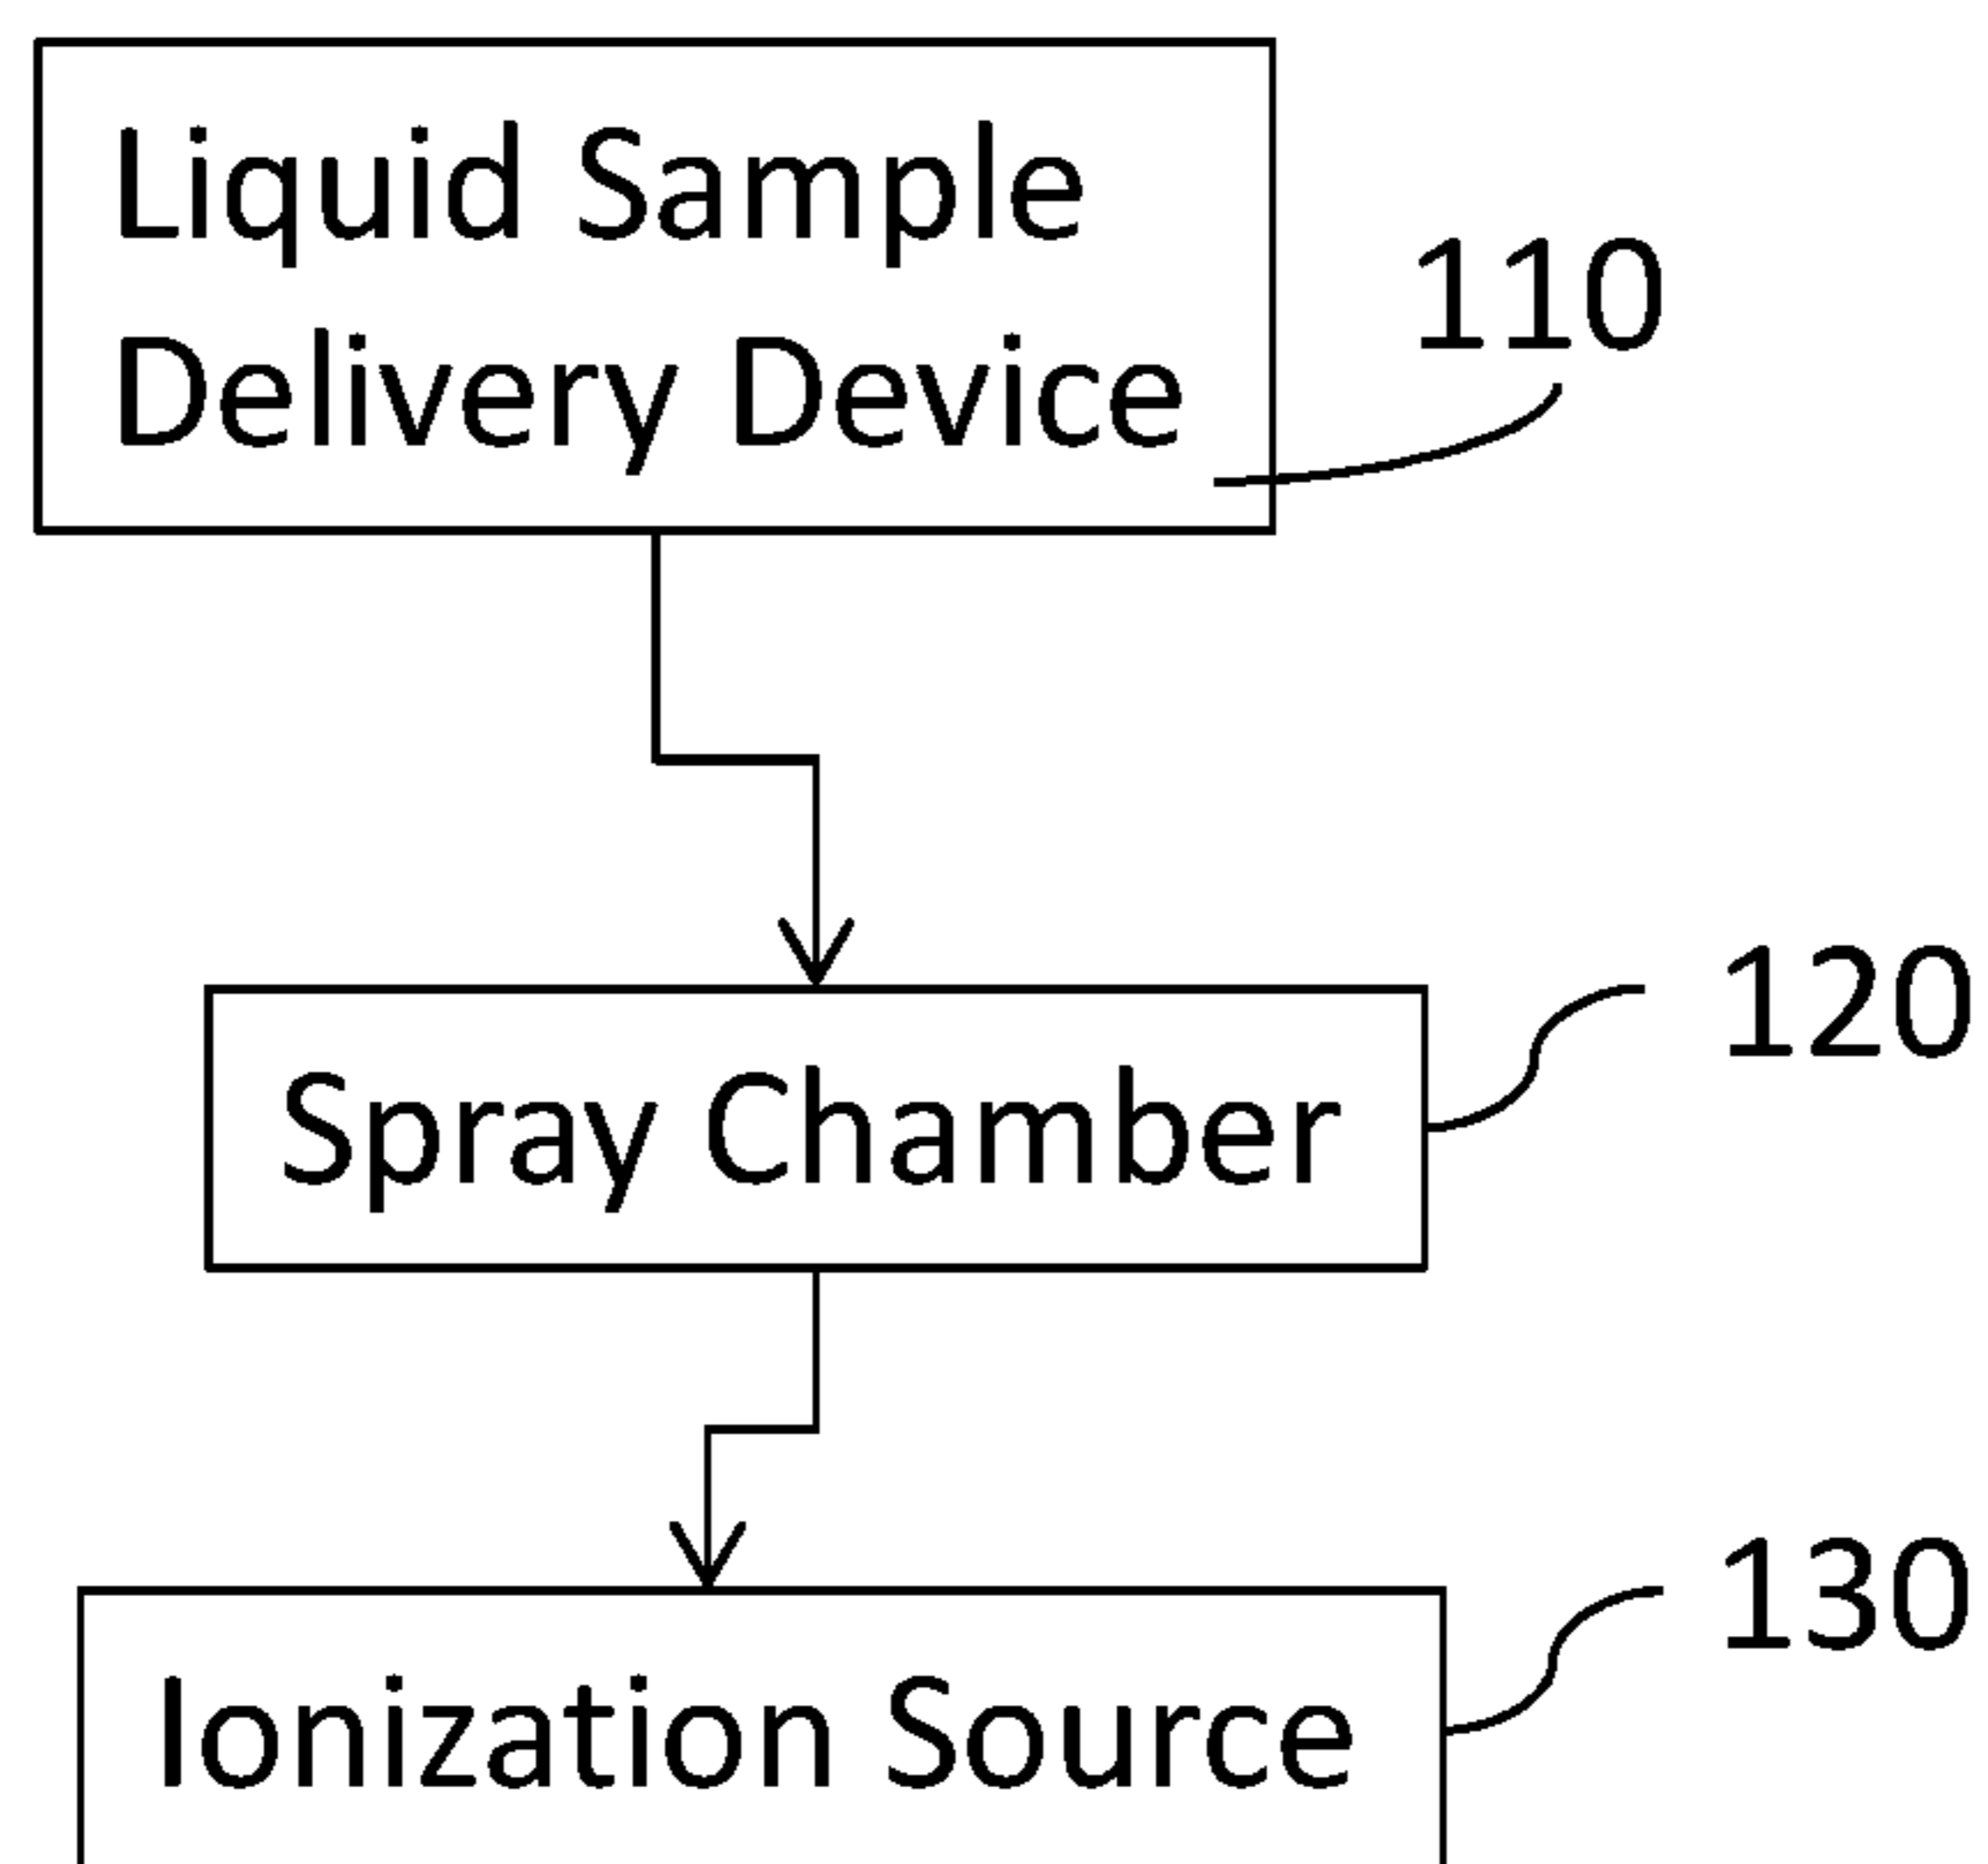 Liquid Sample
Delivery Device
110
120
Spray Chamber
130
Ionization Source